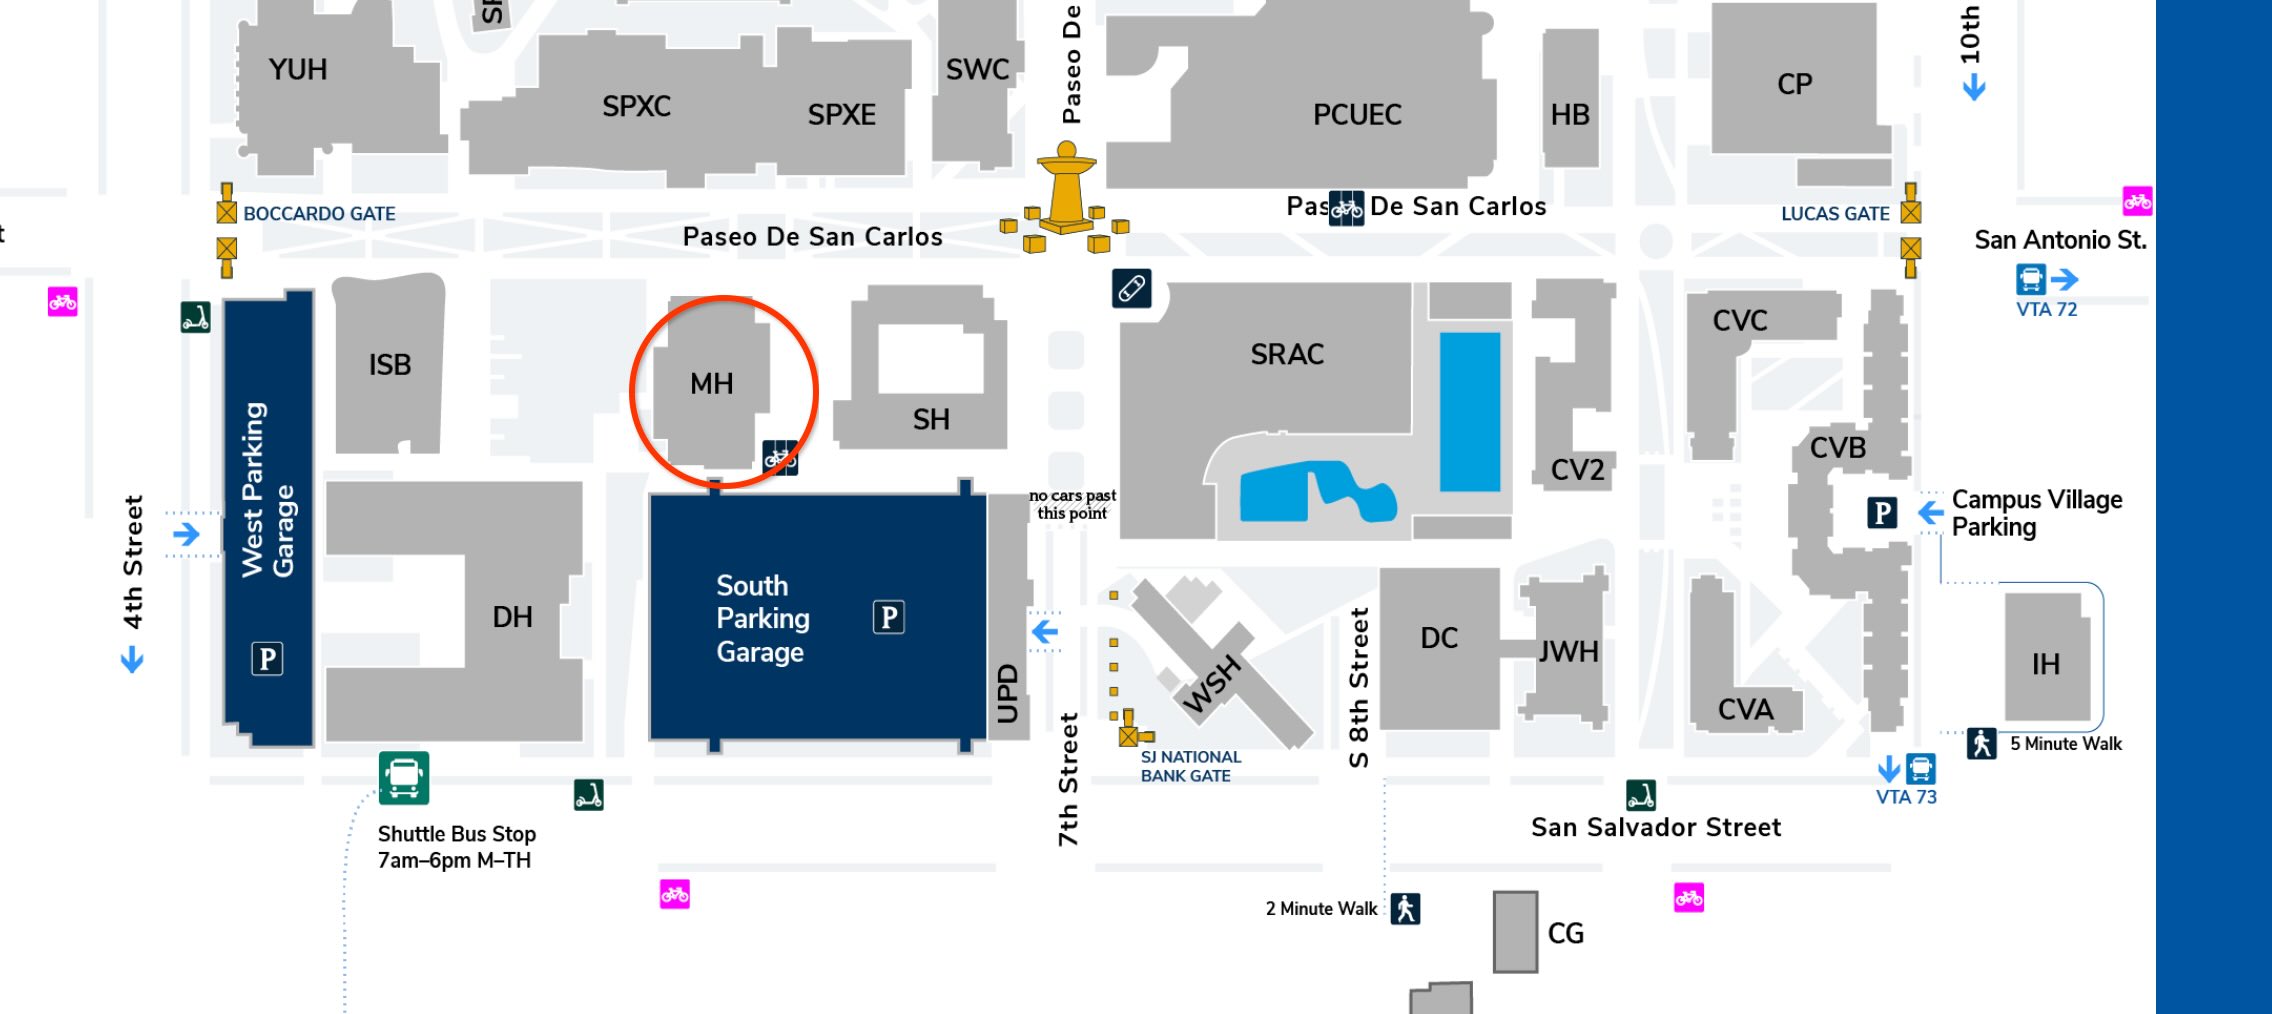 YUH
SPXC
SPXE
SWC
Paseo De
PCUEC
HB
CP
10th
BOCCARDO GATE
Paseo De San Carlos
De San Carlos
LUCAS GATE
San Antonio St.
VTA 72
ISB
MH
SH
SRAC
CV2
CVC
CVB
West Parking
Garage
4th Street
DH
South
Parking
Garage
P
P
UPD
no cars past
this point
7th Street
WSH
SJ NATIONAL
BANK GATE
S 8th Street
DC
JWH
CVA
P
Campus Village
Parking
IH
5 Minute Walk
VTA 73
Shuttle Bus Stop
7am–6pm M–TH
San Salvador Street
2 Minute Walk
CG